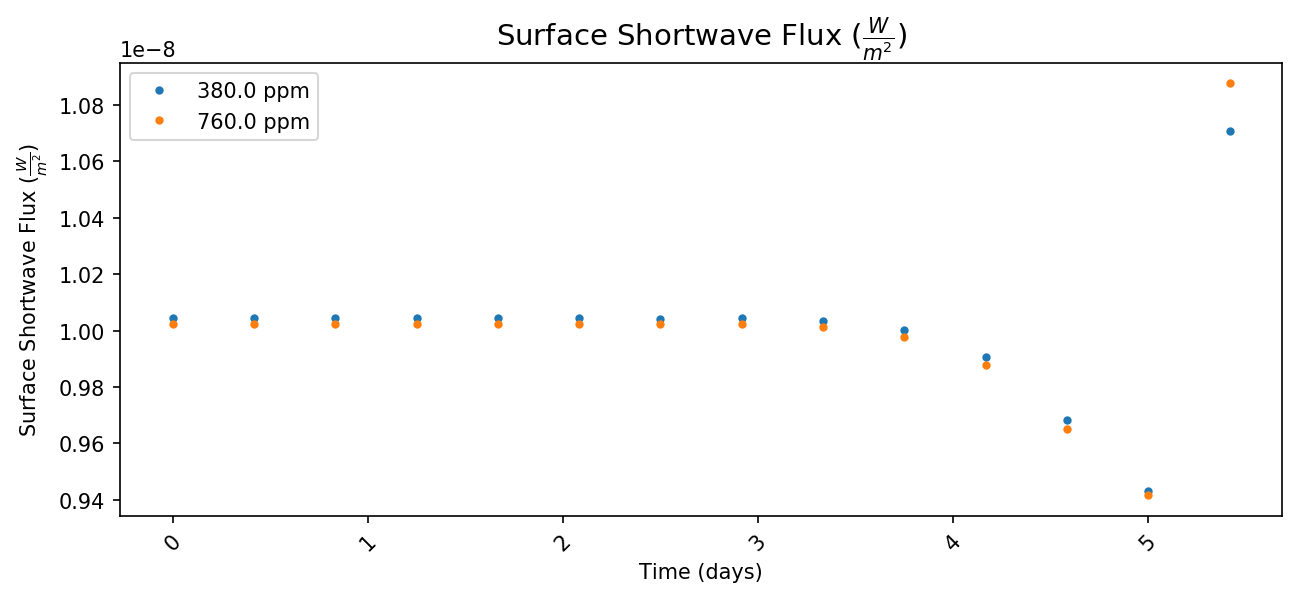 Surface Shortwave Flux (W/m²)
1e−8
380.0 ppm
760.0 ppm
1.08
1.06
1.04
1.02
1.00
0.98
0.96
0.94
Surface Shortwave Flux (W/m²)
0 1 2 3 4 5
Time (days)